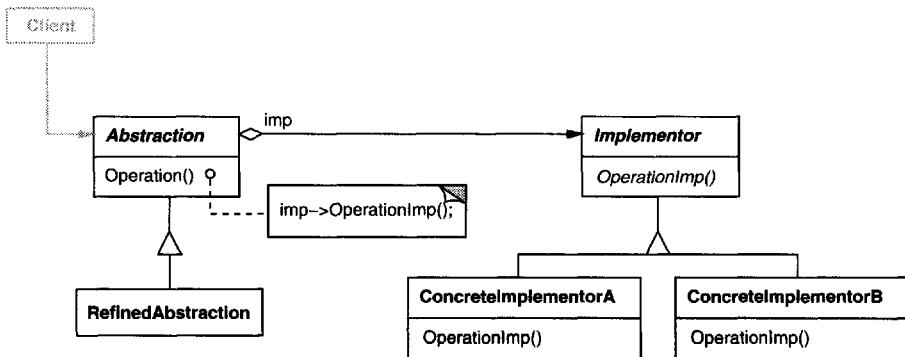 Client
imp
Abstraction
Implementor
Operation()
OperationImp()
imp->OperationImp();
RefinedAbstraction
ConcreteImplementorA
ConcreteImplementorB
OperationImp()
OperationImp()